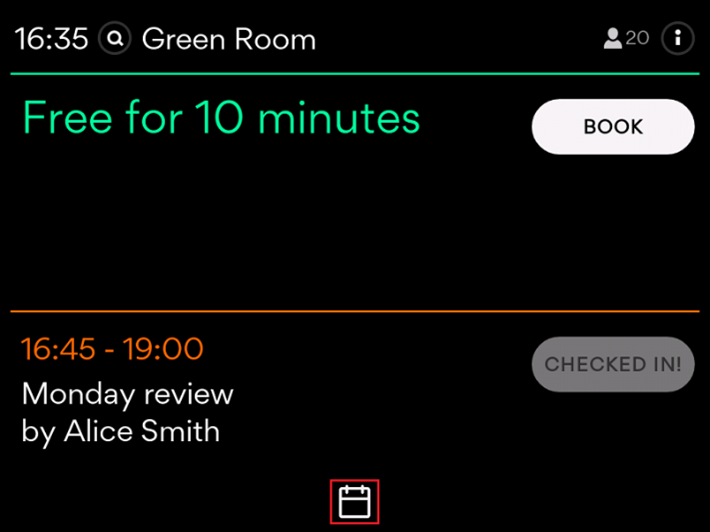 16:35 Green Room 20
Free for 10 minutes
BOOK
16:45 - 19:00
CHECKED IN!
Monday review
by Alice Smith